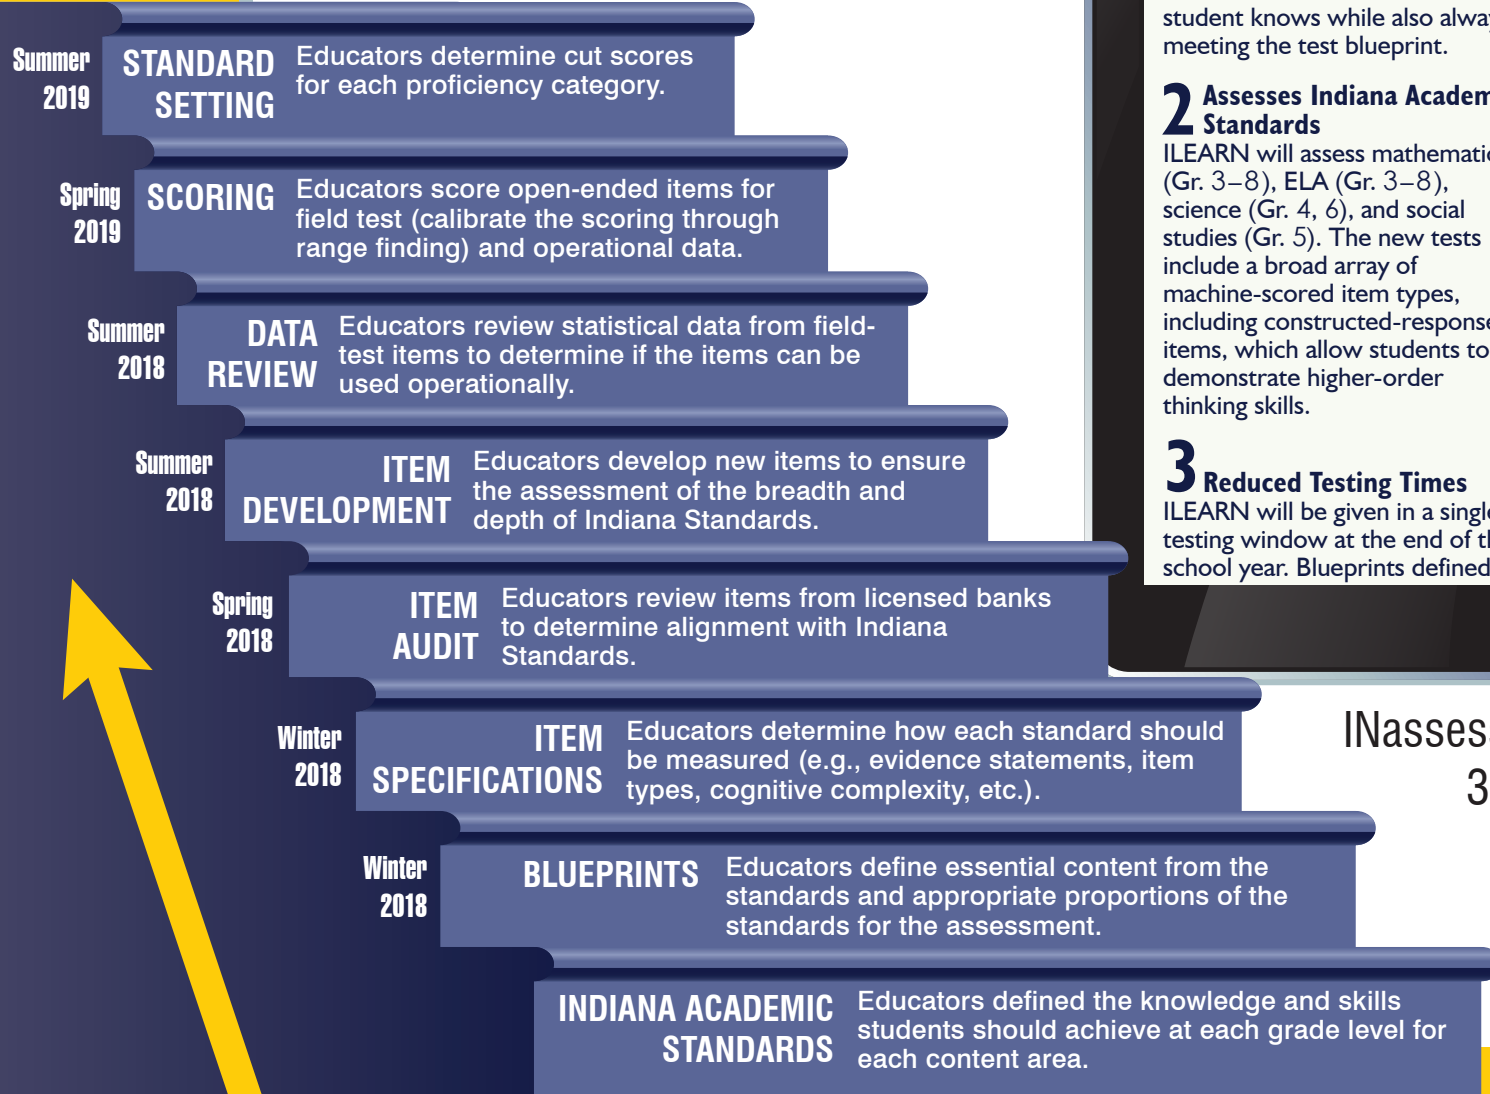 Summer
2019
STANDARD
SETTING
Educators determine cut scores
for each proficiency category.
Spring
2019
SCORING
Educators score open-ended items for
field test (calibrate the scoring through
range finding) and operational data.
Summer
2018
DATA
REVIEW
Educators review statistical data from field-
test items to determine if the items can be
used operationally.
Summer
2018
ITEM
DEVELOPMENT
Educators develop new items to ensure
the assessment of the breadth and
depth of Indiana Standards.
Spring
2018
ITEM
AUDIT
Educators review items from licensed banks
to determine alignment with Indiana
Standards.
Winter
2018
ITEM
SPECIFICATIONS
Educators determine how each standard should
be measured (e.g., evidence statements, item
types, cognitive complexity, etc.).
Winter
2018
BLUEPRINTS
Educators define essential content from the
standards and appropriate proportions of the
standards for the assessment.
INDIANA ACADEMIC
STANDARDS
Educators defined the knowledge and skills
students should achieve at each grade level for
each content area.
student knows while also
meeting the test blueprint.
2 Assesses Indiana
Standards
ILEARN will assess
(Gr. 3–8), ELA (Gr. 3–8),
science (Gr. 4, 6), and social
studies (Gr. 5). The new tests
include a broad array of
machine-scored item types,
including
items, which allow students to
demonstrate higher-order
thinking skills.
3 Reduced Testing Times
ILEARN will be given in a
testing window at the end of
school year. Blueprints defined
3